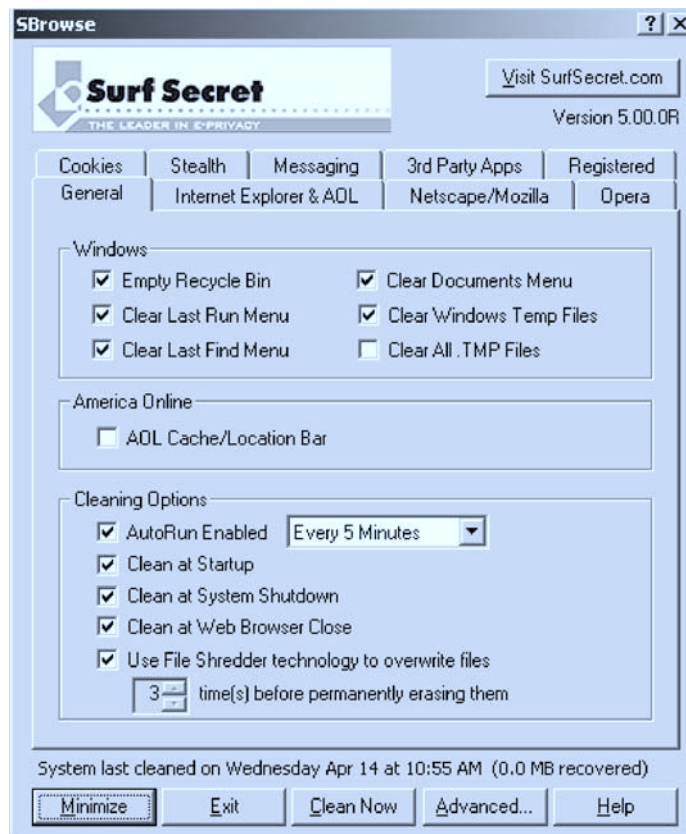 SBrowse
Surf Secret
THE LEADER IN E-PRIVACY
Visit SurfSecret.com
Version 5.00.0R
Cookies Stealth Messaging 3rd Party Apps Registered
General Internet Explorer & AOL Netscape/Mozilla Opera
Windows
Empty Recycle Bin Clear Documents Menu
Clear Last Run Menu Clear Windows Temp Files
Clear Last Find Menu Clear All .TMP Files
America Online
AOL Cache/Location Bar
Cleaning Options
AutoRun Enabled Every 5 Minutes
Clean at Startup
Clean at System Shutdown
Clean at Web Browser Close
Use File Shredder technology to overwrite files
3 time(s) before permanently erasing them
System last cleaned on Wednesday Apr 14 at 10:55 AM (0.0 MB recovered)
Minimize Exit Clean Now Advanced... Help